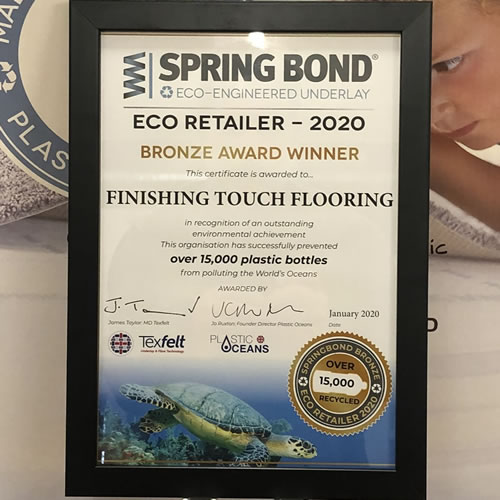 SPRING BOND®
ECO-ENGINEERED UNDERLAY
ECO RETAILER – 2020
BRONZE AWARD WINNER
This certificate is awarded to...
FINISHING TOUCH FLOORING
in recognition of an outstanding
environmental achievement
This organisation has successfully prevented
over 15,000 plastic bottles
from polluting the World's Oceans
AWARDED BY
James Taylor MD Texfelt
Jo Ruxton Founder Director Plastic Oceans
January 2020
Date
Texfelt
PLASTIC
OCEANS
SPRINGBOND BRONZE
OVER
15,000
RECYCLED
ECO RETAILER 2020
PLAS
ic